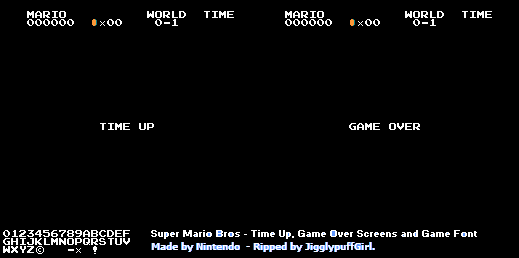 MARIO WORLD TIME
000000 ×00 0-1
MARIO WORLD TIME
000000 ×00 0-1
TIME UP
GAME OVER
0123456789ABCDEF
GHIJKLMNOPQRSTUV
WXYZ© -× !
Super Mario Bros - Time Up, Game Over Screens and Game Font
Made by Nintendo - Ripped by JigglypuffGirl.